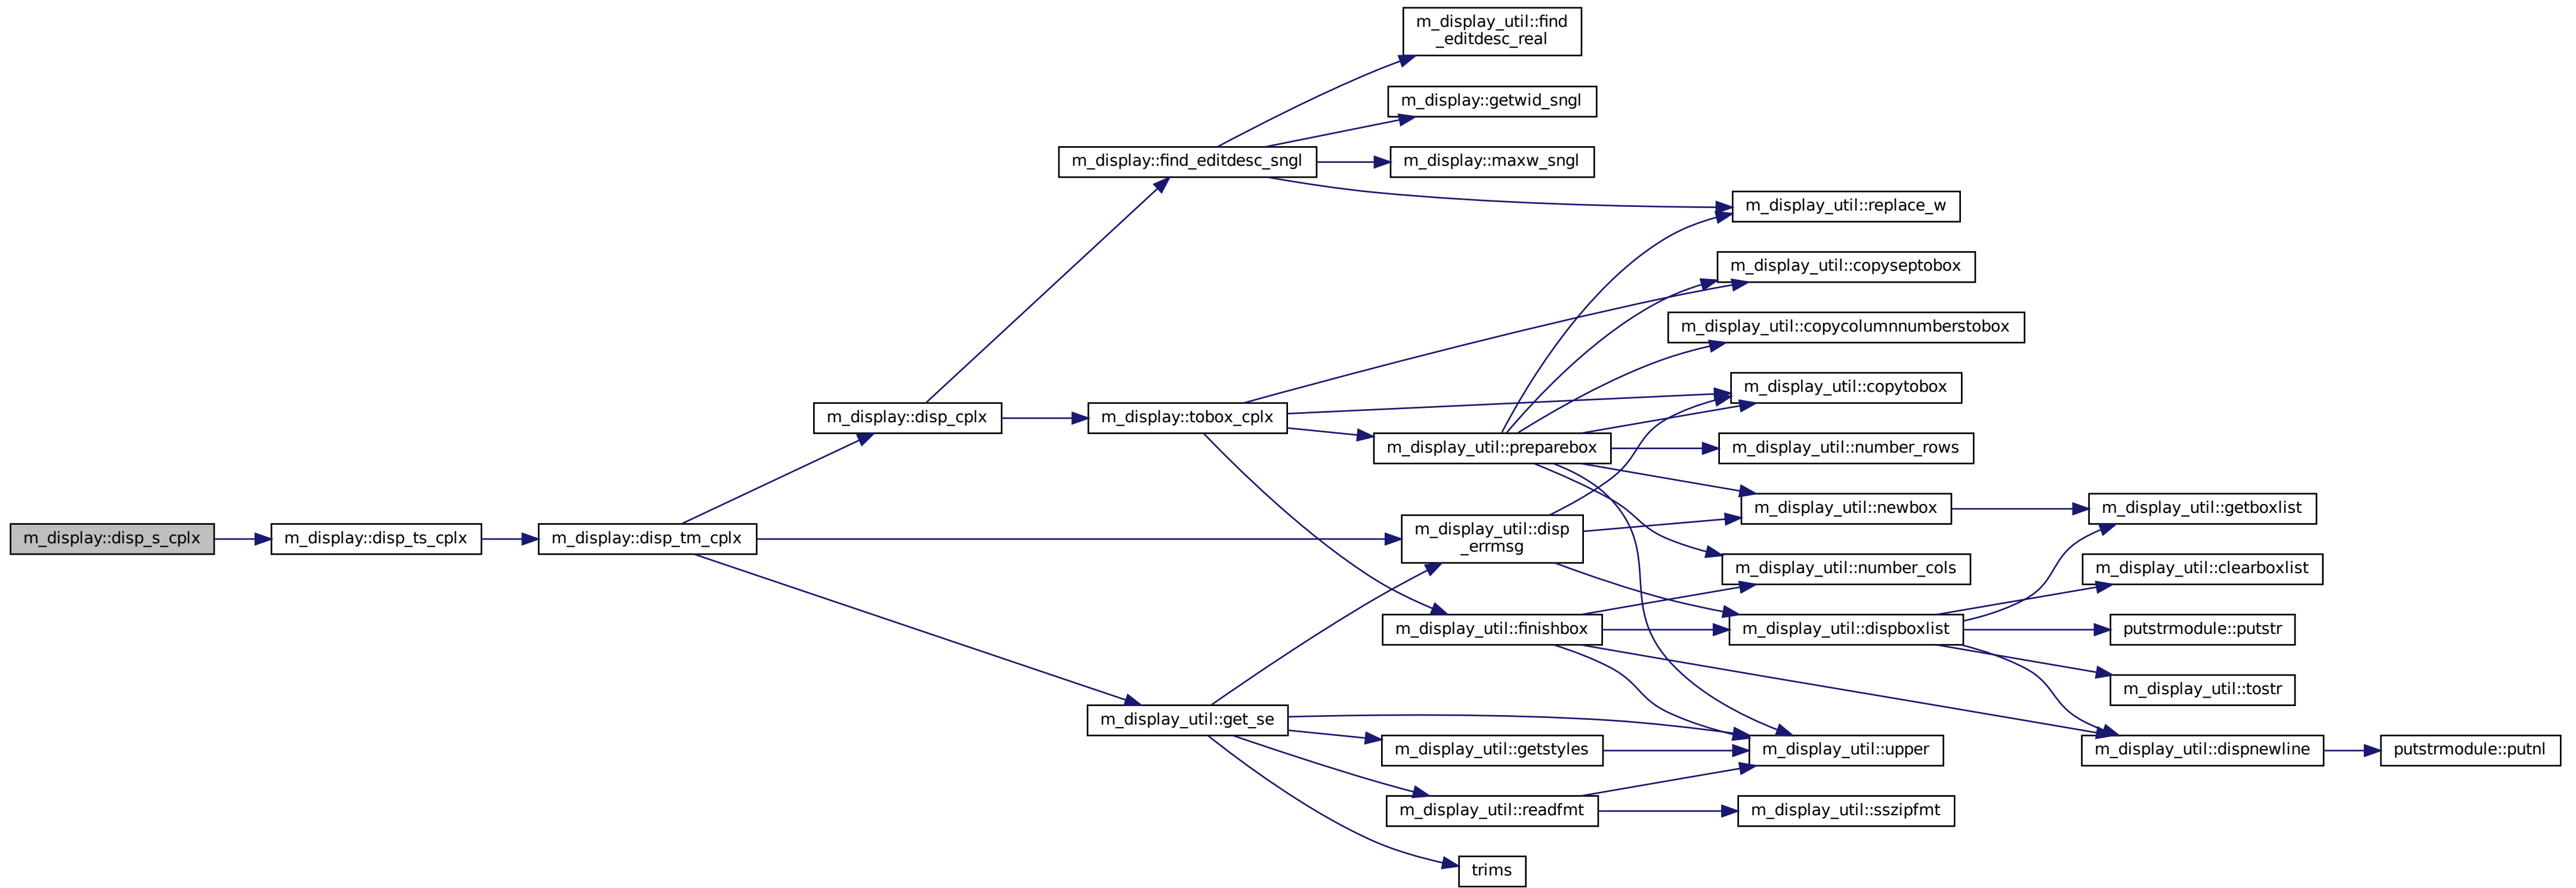 m_display_util::find
_editdesc_real
m_display::getwid_sngl
m_display::find_editdesc_sngl
m_display::maxw_sngl
m_display_util::replace_w
m_display_util::copyseptobox
m_display_util::copycolumnnumberstobox
m_display_util::copytobox
m_display::disp_cplx
m_display::tobox_cplx
m_display_util::preparebox
m_display_util::number_rows
m_display_util::newbox
m_display_util::getboxlist
m_display::disp_s_cplx
m_display::disp_ts_cplx
m_display::disp_tm_cplx
m_display_util::disp
_errmsg
m_display_util::number_cols
m_display_util::clearboxlist
m_display_util::finishbox
m_display_util::dispboxlist
putstrmodule::putstr
m_display_util::tostr
m_display_util::get_se
m_display_util::getstyles
m_display_util::upper
m_display_util::dispnewline
putstrmodule::putnl
m_display_util::readfmt
m_display_util::sszipfmt
trims